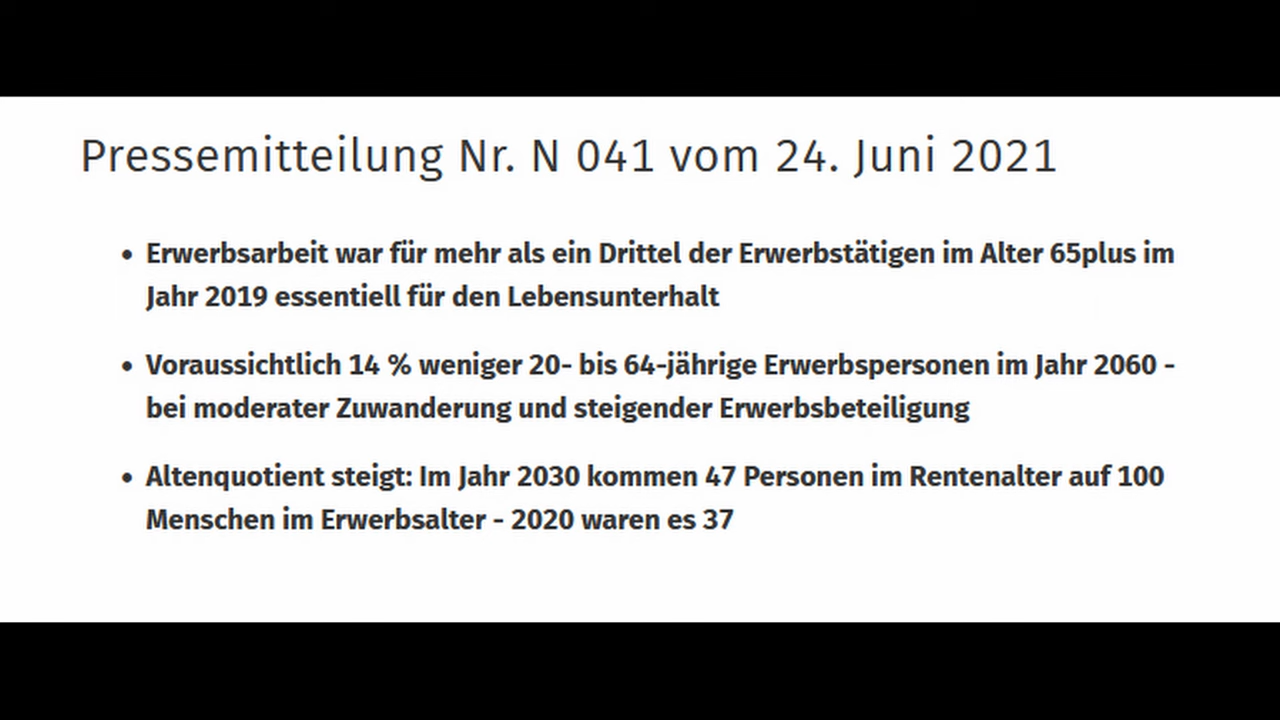 Pressemitteilung Nr. N 041 vom 24. Juni 2021
• Erwerbsarbeit war für mehr als ein Drittel der Erwerbstätigen im Alter 65plus im
Jahr 2019 essentiell für den Lebensunterhalt
• Voraussichtlich 14 % weniger 20- bis 64-jährige Erwerbspersonen im Jahr 2060 -
bei moderater Zuwanderung und steigender Erwerbsbeteiligung
• Altenquotient steigt: Im Jahr 2030 kommen 47 Personen im Rentenalter auf 100
Menschen im Erwerbsalter - 2020 waren es 37